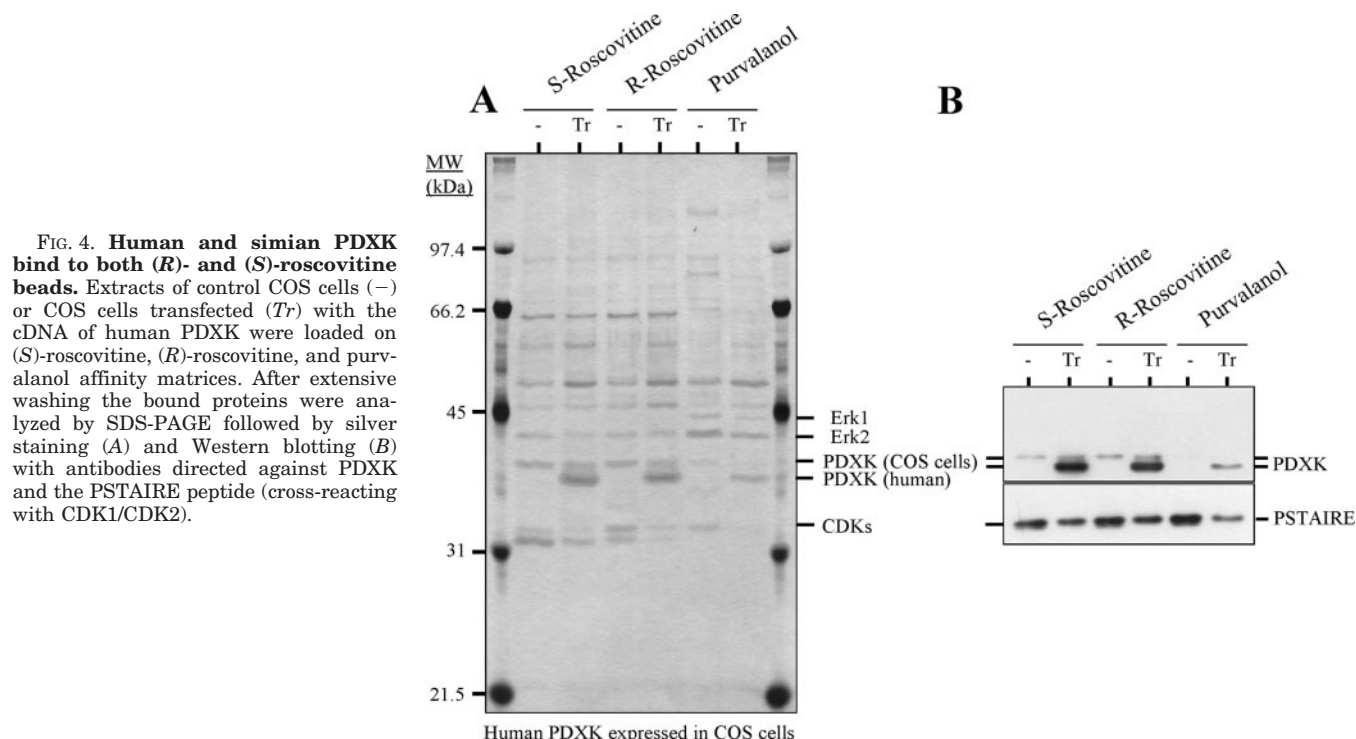 FIG. 4. Human and simian PDXK
bind to both (R)- and (S)-roscovitine
beads. Extracts of control COS cells (−)
or COS cells transfected (Tr) with the
cDNA of human PDXK were loaded on
(S)-roscovitine, (R)-roscovitine, and purv-
alanol affinity matrices. After extensive
washing the bound proteins were ana-
lyzed by SDS-PAGE followed by silver
staining (A) and Western blotting (B)
with antibodies directed against PDXK
and the PSTAIRE peptide (cross-reacting
with CDK1/CDK2).
A
S-Roscovitine
R-Roscovitine
Purvalanol
- Tr - Tr - Tr
MW
(kDa)
97.4
66.2
45
31
21.5
Erk1
Erk2
PDXK (COS cells)
PDXK (human)
CDKs
Human PDXK expressed in COS cells
B
S-Roscovitine
R-Roscovitine
Purvalanol
- Tr - Tr - Tr
PDXK
PSTAIRE